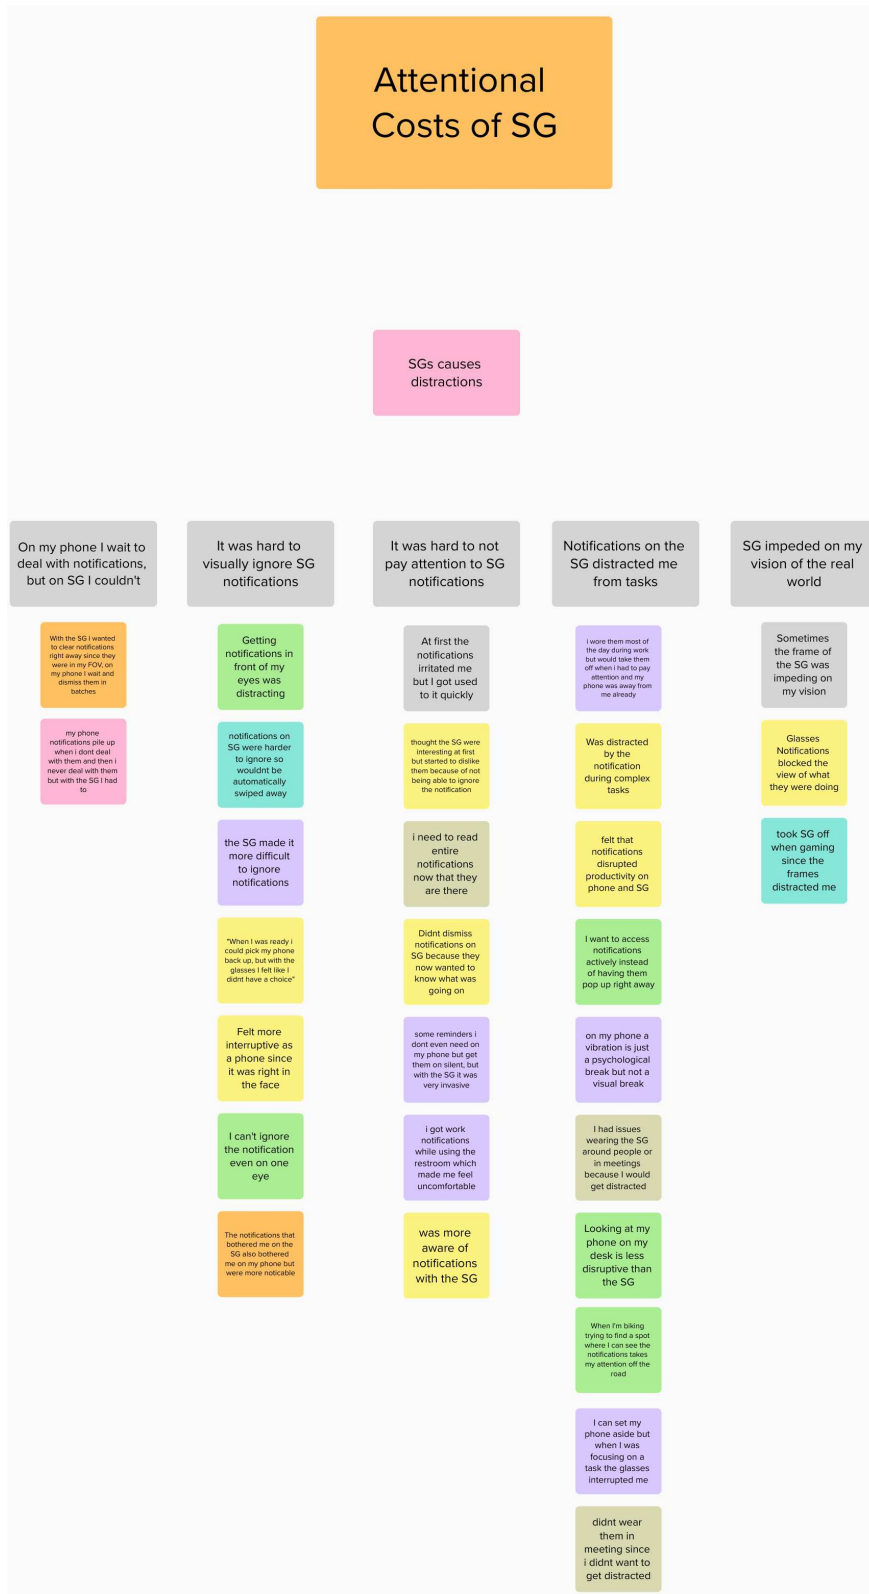 Attentional
Costs of SG
SGs causes
distractions
On my phone I wait to
deal with notifications,
but on SG I couldn't
With the SG I wanted
to clear notifications
right away since they
were in my FOV, on
my phone I wait and
dismiss them in
batches
my phone
notifications pile up
when i dont deal
with them and then i
never deal with them
but with the SG I had
to
It was hard to
visually ignore SG
notifications
Getting
notifications in
front of my
eyes was
distracting
notifications on
SG were harder
to ignore so
wouldnt be
automatically
swiped away
the SG made it
more difficult
to ignore
notifications
"When I was ready i
could pick my phone
back up, but with the
glasses I felt like I
didnt have a choice"
Felt more
interruptive as
a phone since
it was right in
the face
I can't ignore
the notification
even on one
eye
The notifications that
bothered me on the
SG also bothered
me on my phone but
were more noticable
It was hard to not
pay attention to SG
notifications
At first the
notifications
irritated me
but I got used
to it quickly
thought the SG were
interesting at first
but started to dislike
them because of not
being able to ignore
the notification
i need to read
entire
notifications
now that they
are there
Didnt dismiss
notifications on
SG because they
now wanted to
know what was
going on
some reminders i
dont even need on
my phone but get
them on silent, but
with the SG it was
very invasive
i got work
notifications
while using the
restroom which
made me feel
uncomfortable
was more
aware of
notifications
with the SG
Notifications on the
SG distracted me
from tasks
i wore them most of
the day during work
but would take them
off when i had to pay
attention and my
phone was away from
me already
Was distracted
by the
notification
during complex
tasks
felt that
notifications
disrupted
productivity on
phone and SG
I want to access
notifications
actively instead
of having them
pop up right away
on my phone a
vibration is just
a psychological
break but not a
visual break
I had issues
wearing the SG
around people or
in meetings
because I would
get distracted
Looking at my
phone on my
desk is less
disruptive than
the SG
When I'm biking
trying to find a spot
where I can see the
notifications takes
my attention off the
road
I can set my
phone aside but
when I was
focusing on a
task the glasses
interrupted me
didnt wear
them in
meeting since
i didnt want to
get distracted
SG impeded on my
vision of the real
world
Sometimes
the frame of
the SG was
impeding on
my vision
Glasses
Notifications
blocked the
view of what
they were doing
took SG off
when gaming
since the
frames
distracted me